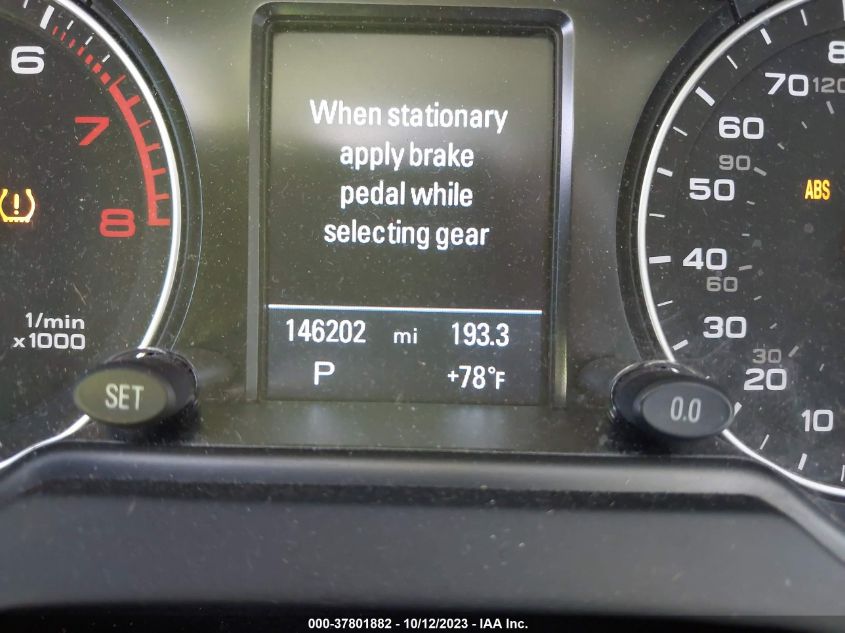 6
7
8
1/min
x1000
SET
When stationary
apply brake
pedal while
selecting gear
146202 mi 193.3
P +78°F
8
70 120
60
90
50
ABS
40
60
30
30
20
10
0.0
000-37801882 - 10/12/2023 - IAA Inc.